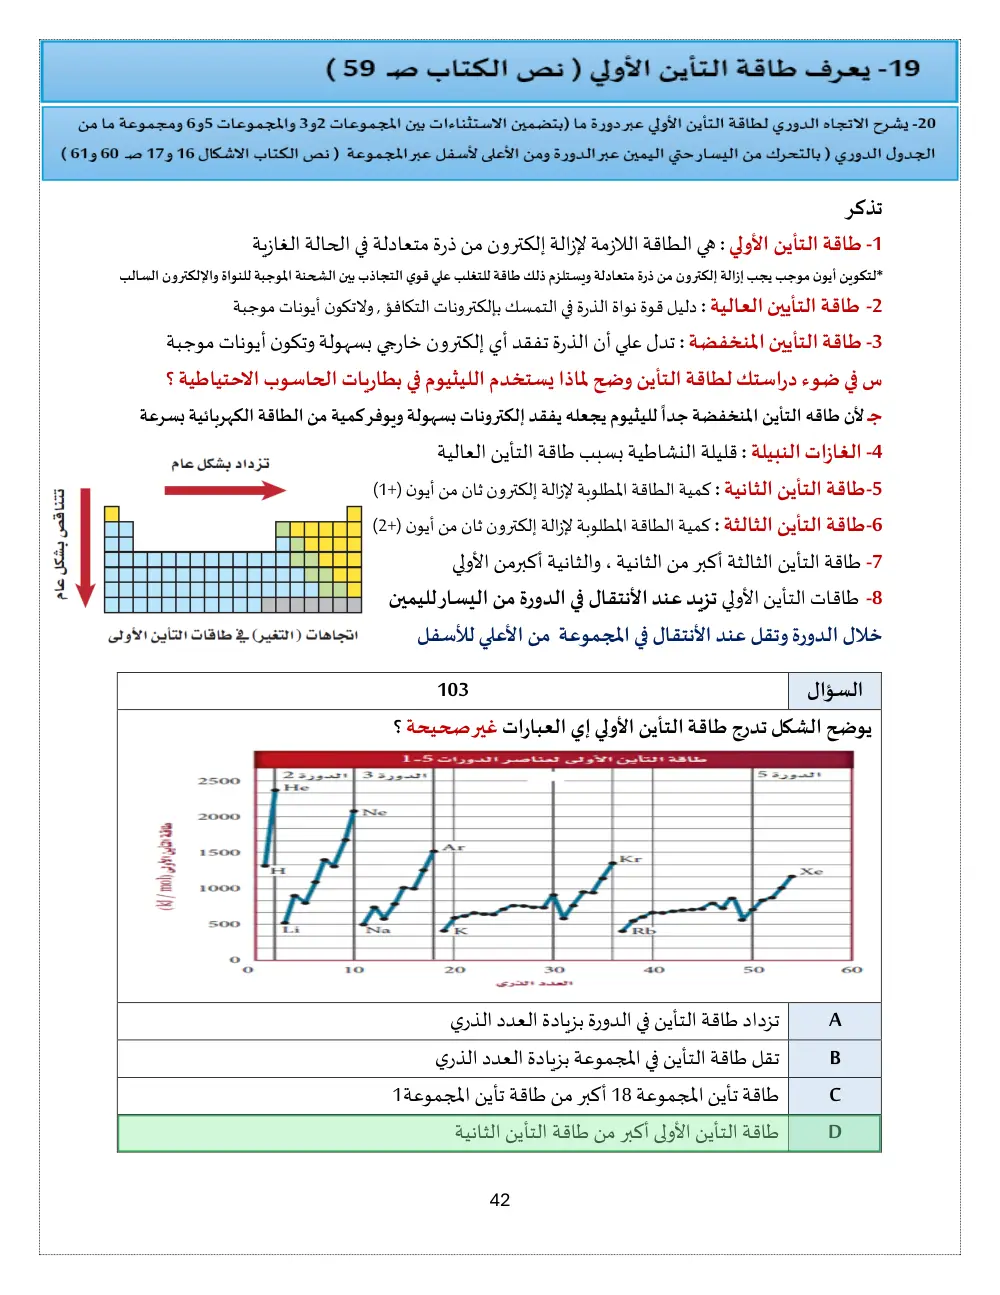 19- يعرف طاقة التأين الأولي ( نص الكتاب صـ 59 )
20- يشرح الاتجاه الدوري لطاقة التأين الأولي عبر دورة ما (بتضمين الاستثناءات بين المجموعات 2و3 والمجموعات 5و6 ومجموعة ما من
الجدول الدوري ( بالتحرك من اليسار حتي اليمين عبر الدورة ومن الأعلى لأسفل عبر المجموعة ( نص الكتاب الاشكال 16 و17 صـ 60 و61 )
تذكر
1- طاقة التأين الأولي : هي الطاقة اللازمة لإزالة إلكترون من ذرة متعادلة في الحالة الغازية
*لتكوين أيون موجب يجب إزالة إلكترون من ذرة متعادلة ويستلزم ذلك طاقة للتغلب علي قوي التجاذب بين الشحنة الموجبة للنواة والإلكترون السالب
2- طاقة التأيين العالية : دليل قوة نواة الذرة في التمسك بإلكترونات التكافؤ , ولاتكون أيونات موجبة
3- طاقة التأيين المنخفضة : تدل علي أن الذرة تفقد أي إلكترون خارجي بسهولة وتكون أيونات موجبة
س في ضوء دراستك لطاقة التأين وضح لماذا يستخدم الليثيوم في بطاريات الحاسوب الاحتياطية ؟
جـ لأن طاقه التأين المنخفضة جداً لليثيوم يجعله يفقد إلكترونات بسهولة ويوفر كمية من الطاقة الكهربائية بسرعة
4- الغازات النبيلة : قليلة النشاطية بسبب طاقة التأين العالية
5-طاقة التأين الثانية : كمية الطاقة المطلوبة لإزالة إلكترون ثان من أيون (+1)
6-طاقة التأين الثالثة : كمية الطاقة المطلوبة لإزالة إلكترون ثان من أيون (+2)
7- طاقة التأين الثالثة أكبر من الثانية ، والثانية أكبرمن الأولي
8- طاقات التأين الأولي تزيد عند الأنتقال في الدورة من اليسار لليمين
خلال الدورة وتقل عند الأنتقال في المجموعة من الأعلي للأسفل
تزداد بشكل عام
تتناقص بشكل عام
اتجاهات (التغير) في طاقات التأين الأولى
السؤال
103
يوضح الشكل تدرج طاقة التأين الأولي إي العبارات غير صحيحة ؟
طاقة التأين الأولى لعناصر الدورات 5-1
الدورة 2
الدورة 3
الدورة 5
طاقة التأين الأولى (kJ / mol)
2500
2000
1500
1000
500
0
He
H
Li
Ne
Na
Ar
K
Kr
Rb
Xe
0 10 20 30 40 50 60
العدد الذري
A تزداد طاقة التأين في الدورة بزيادة العدد الذري
B تقل طاقة التأين في المجموعة بزيادة العدد الذري
C طاقة تأين المجموعة 18 أكبر من طاقة تأين المجموعة1
D طاقة التأين الأولى أكبر من طاقة التأين الثانية
42